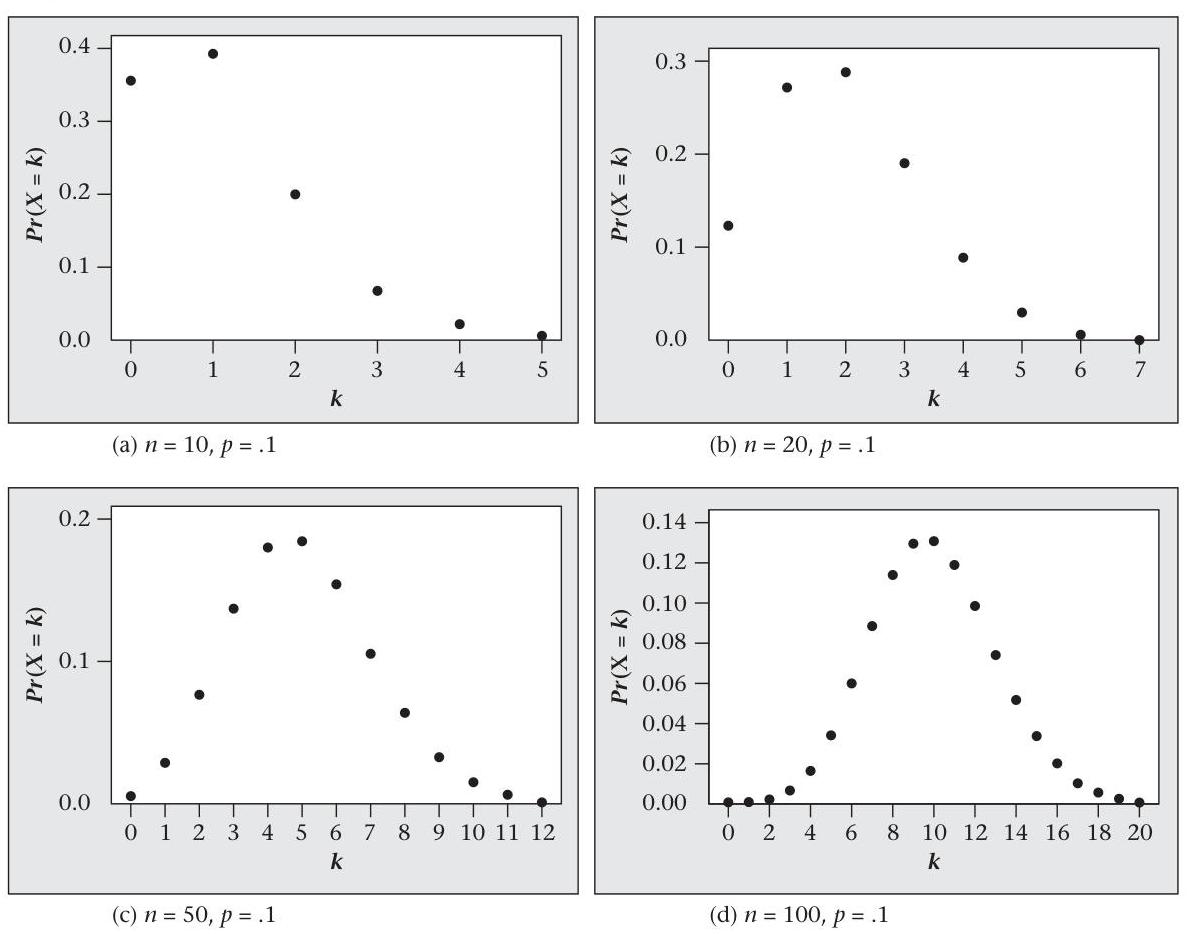 0.4
0.3
0.2
0.1
0.0
Pr(X = k)
0 1 2 3 4 5
k
(a) n = 10, p = .1
0.3
0.2
0.1
0.0
Pr(X = k)
0 1 2 3 4 5 6 7
k
(b) n = 20, p = .1
0.2
0.1
0.0
Pr(X = k)
0 1 2 3 4 5 6 7 8 9 10 11 12
k
(c) n = 50, p = .1
0.14
0.12
0.10
0.08
0.06
0.04
0.02
0.00
Pr(X = k)
0 2 4 6 8 10 12 14 16 18 20
k
(d) n = 100, p = .1